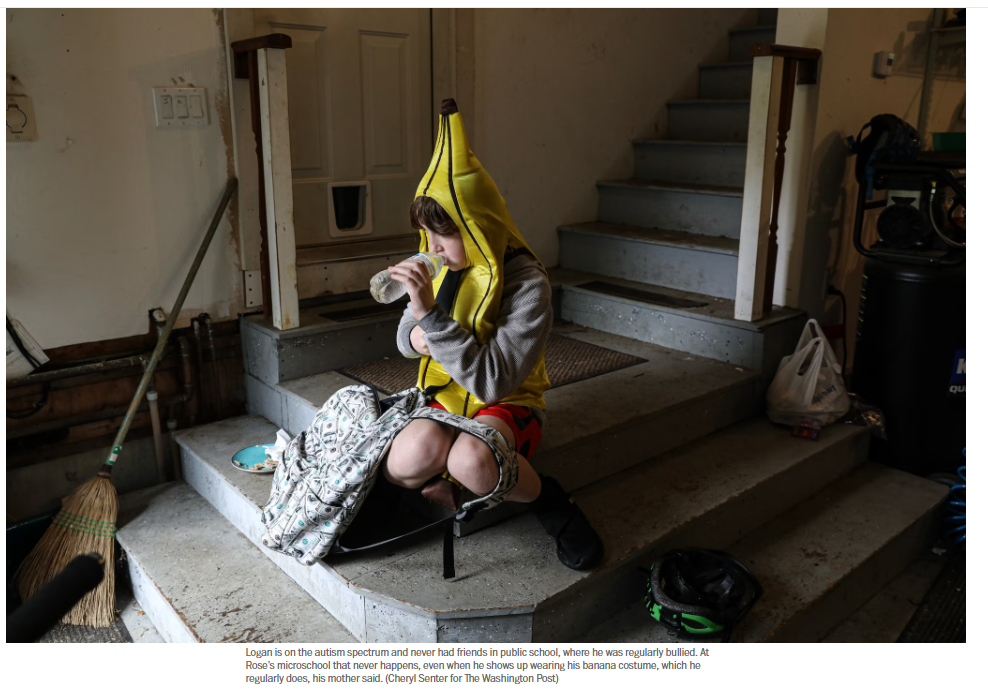 K
QU
Logan is on the autism spectrum and never had friends in public school, where he was regularly bullied. At
Rose's microschool that never happens, even when he shows up wearing his banana costume, which he
regularly does, his mother said. (Cheryl Senter for The Washington Post)